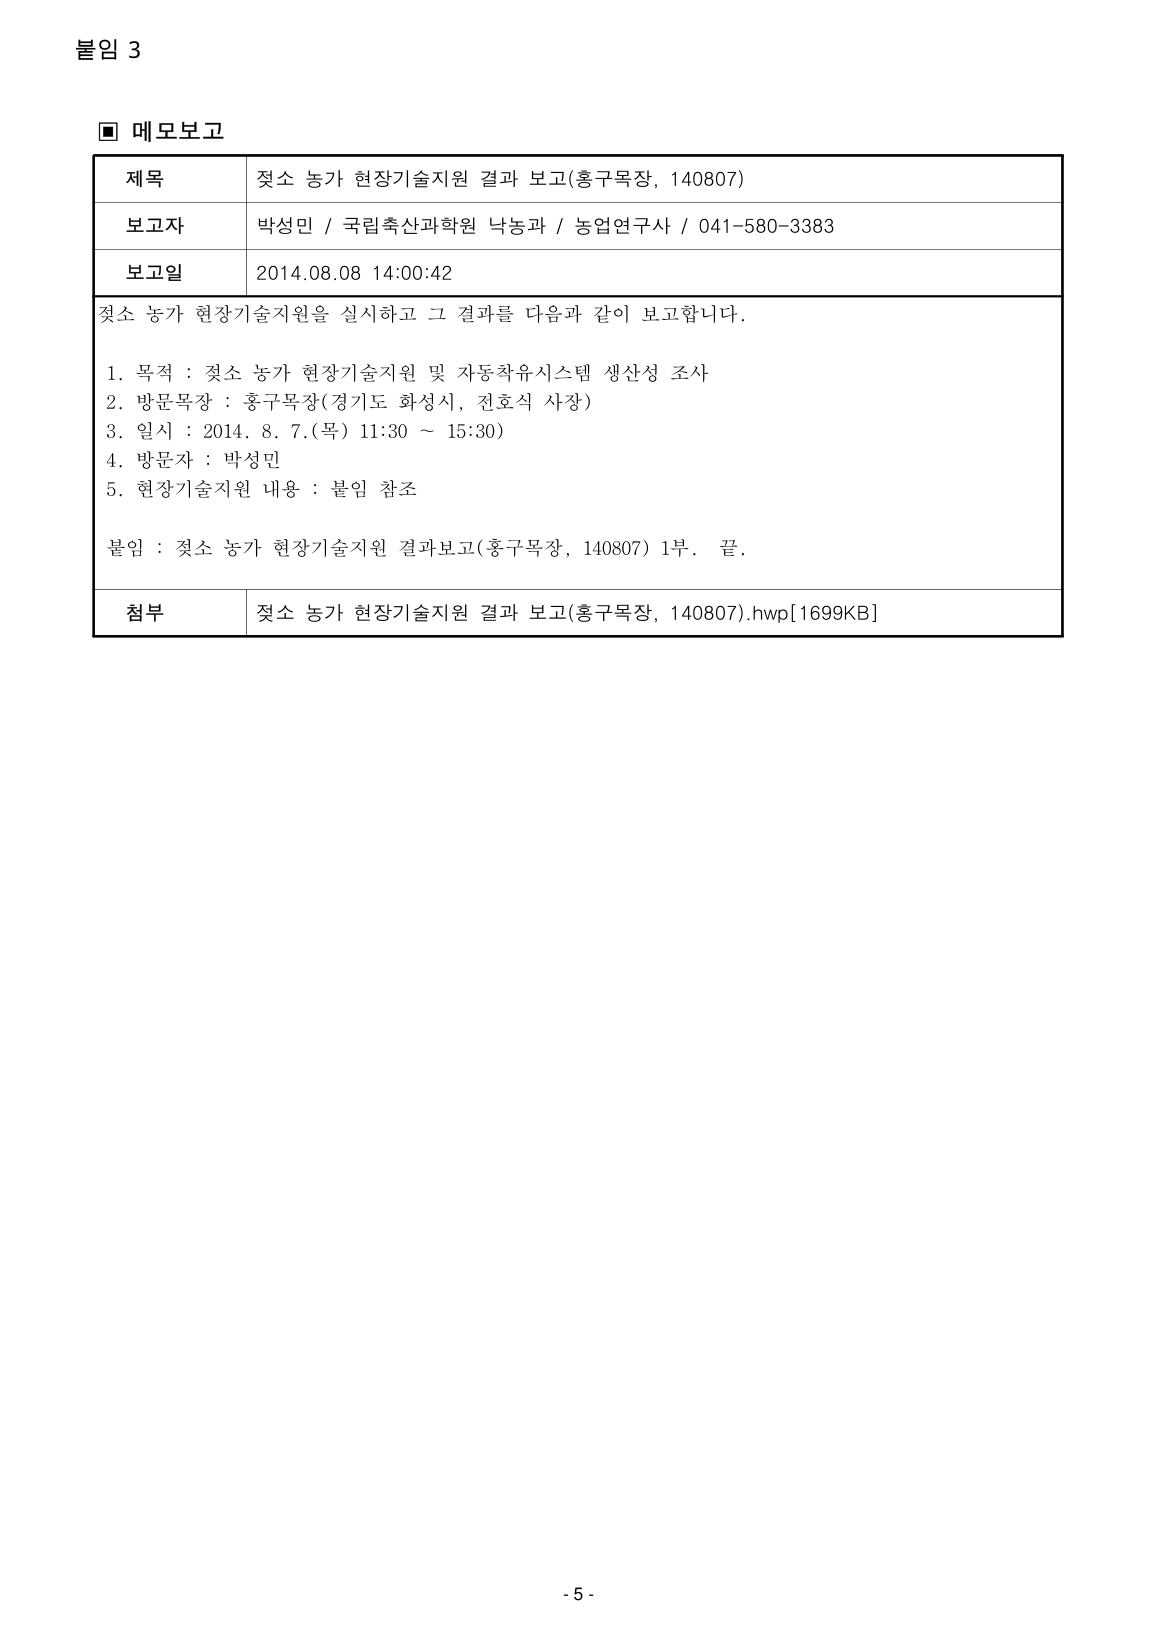 붙임 3
▣ 메모보고
제목 젖소 농가 현장기술지원 결과 보고(홍구목장, 140807)
보고자 박성민 / 국립축산과학원 낙농과 / 농업연구사 / 041-580-3383
보고일 2014.08.08 14:00:42
젖소 농가 현장기술지원을 실시하고 그 결과를 다음과 같이 보고합니다.
1. 목적 : 젖소 농가 현장기술지원 및 자동착유시스템 생산성 조사
2. 방문목장 : 홍구목장(경기도 화성시, 전호식 사장)
3. 일시 : 2014. 8. 7.(목) 11:30 ~ 15:30)
4. 방문자 : 박성민
5. 현장기술지원 내용 : 붙임 참조
붙임 : 젖소 농가 현장기술지원 결과보고(홍구목장, 140807) 1부. 끝.
첨부 젖소 농가 현장기술지원 결과 보고(홍구목장, 140807).hwp[1699KB]
- 5 -